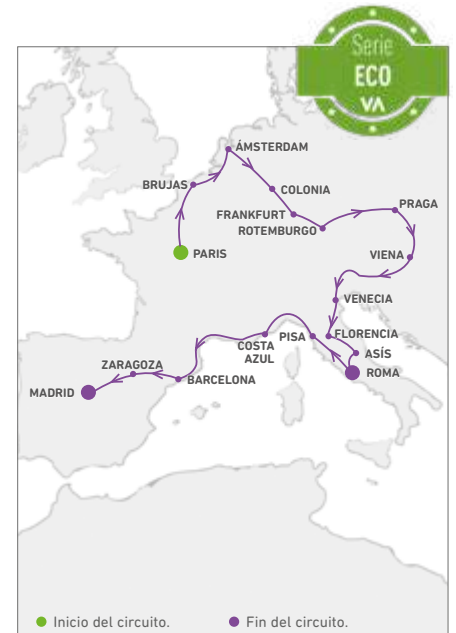 Serie
ECO
VA
ÁMSTERDAM
BRUJAS
COLONIA
FRANKFURT
ROTEMBURGO
PRAGA
PARIS
VIENA
VENECIA
FLORENCIA
PISA
COSTA
AZUL
ASÍS
ROMA
ZARAGOZA
BARCELONA
MADRID
Inicio del circuito.
Fin del circuito.